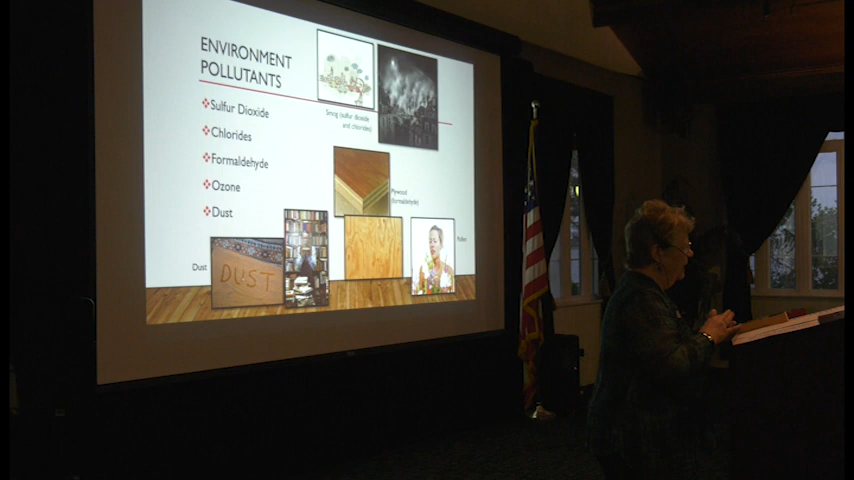 ENVIRONMENT
POLLUTANTS
Sulfur Dioxide
Chlorides
Formaldehyde
Ozone
Dust
Smog (sulfur dioxide
and chlorides)
Plywood
(formaldehyde)
Pollen
Dust
DUST